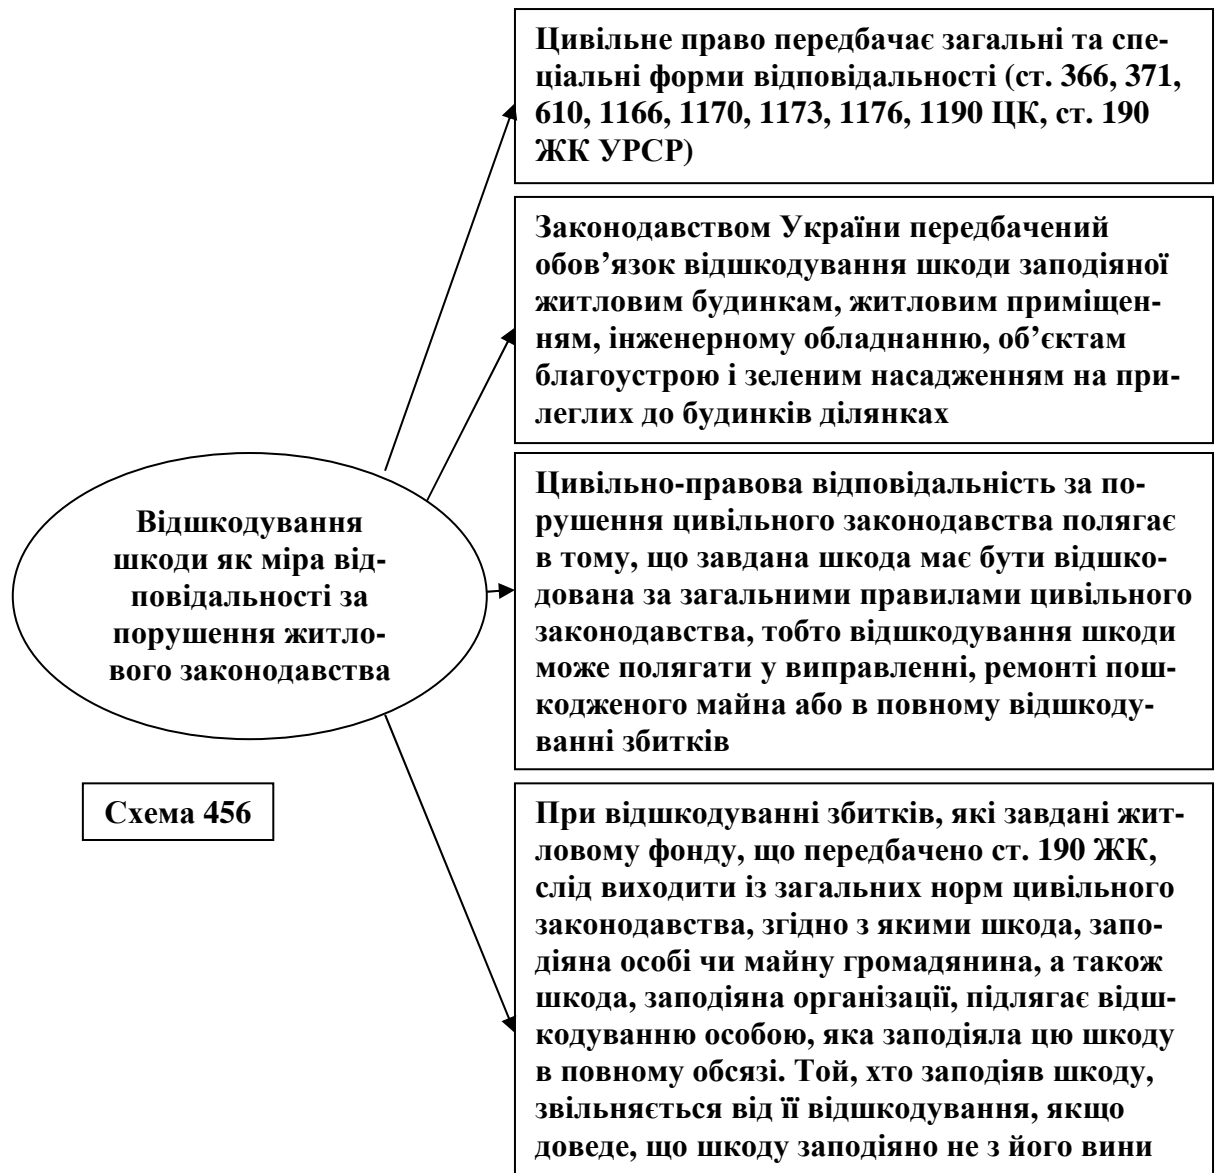 Цивільне право передбачає загальні та спе-
ціальні форми відповідальності (ст. 366, 371,
610, 1166, 1170, 1173, 1176, 1190 ЦК, ст. 190
ЖК УРСР)
Законодавством України передбачений
обов’язок відшкодування шкоди заподіяної
житловим будинкам, житловим приміщен-
ням, інженерному обладнанню, об’єктам
благоустрою і зеленим насадженням на при-
леглих до будинків ділянках
Відшкодування
шкоди як міра від-
повідальності за
порушення житло-
вого законодавства
Цивільно-правова відповідальність за по-
рушення цивільного законодавства полягає
в тому, що завдана шкода має бути відшко-
дована за загальними правилами цивільного
законодавства, тобто відшкодування шкоди
може полягати у виправленні, ремонті пош-
кодженого майна або в повному відшкоду-
ванні збитків
Схема 456
При відшкодуванні збитків, які завдані жит-
ловому фонду, що передбачено ст. 190 ЖК,
слід виходити із загальних норм цивільного
законодавства, згідно з якими шкода, запо-
діяна особі чи майну громадянина, а також
шкода, заподіяна організації, підлягає відш-
кодуванню особою, яка заподіяла цю шкоду
в повному обсязі. Той, хто заподіяв шкоду,
звільняється від її відшкодування, якщо
доведе, що шкоду заподіяно не з його вини